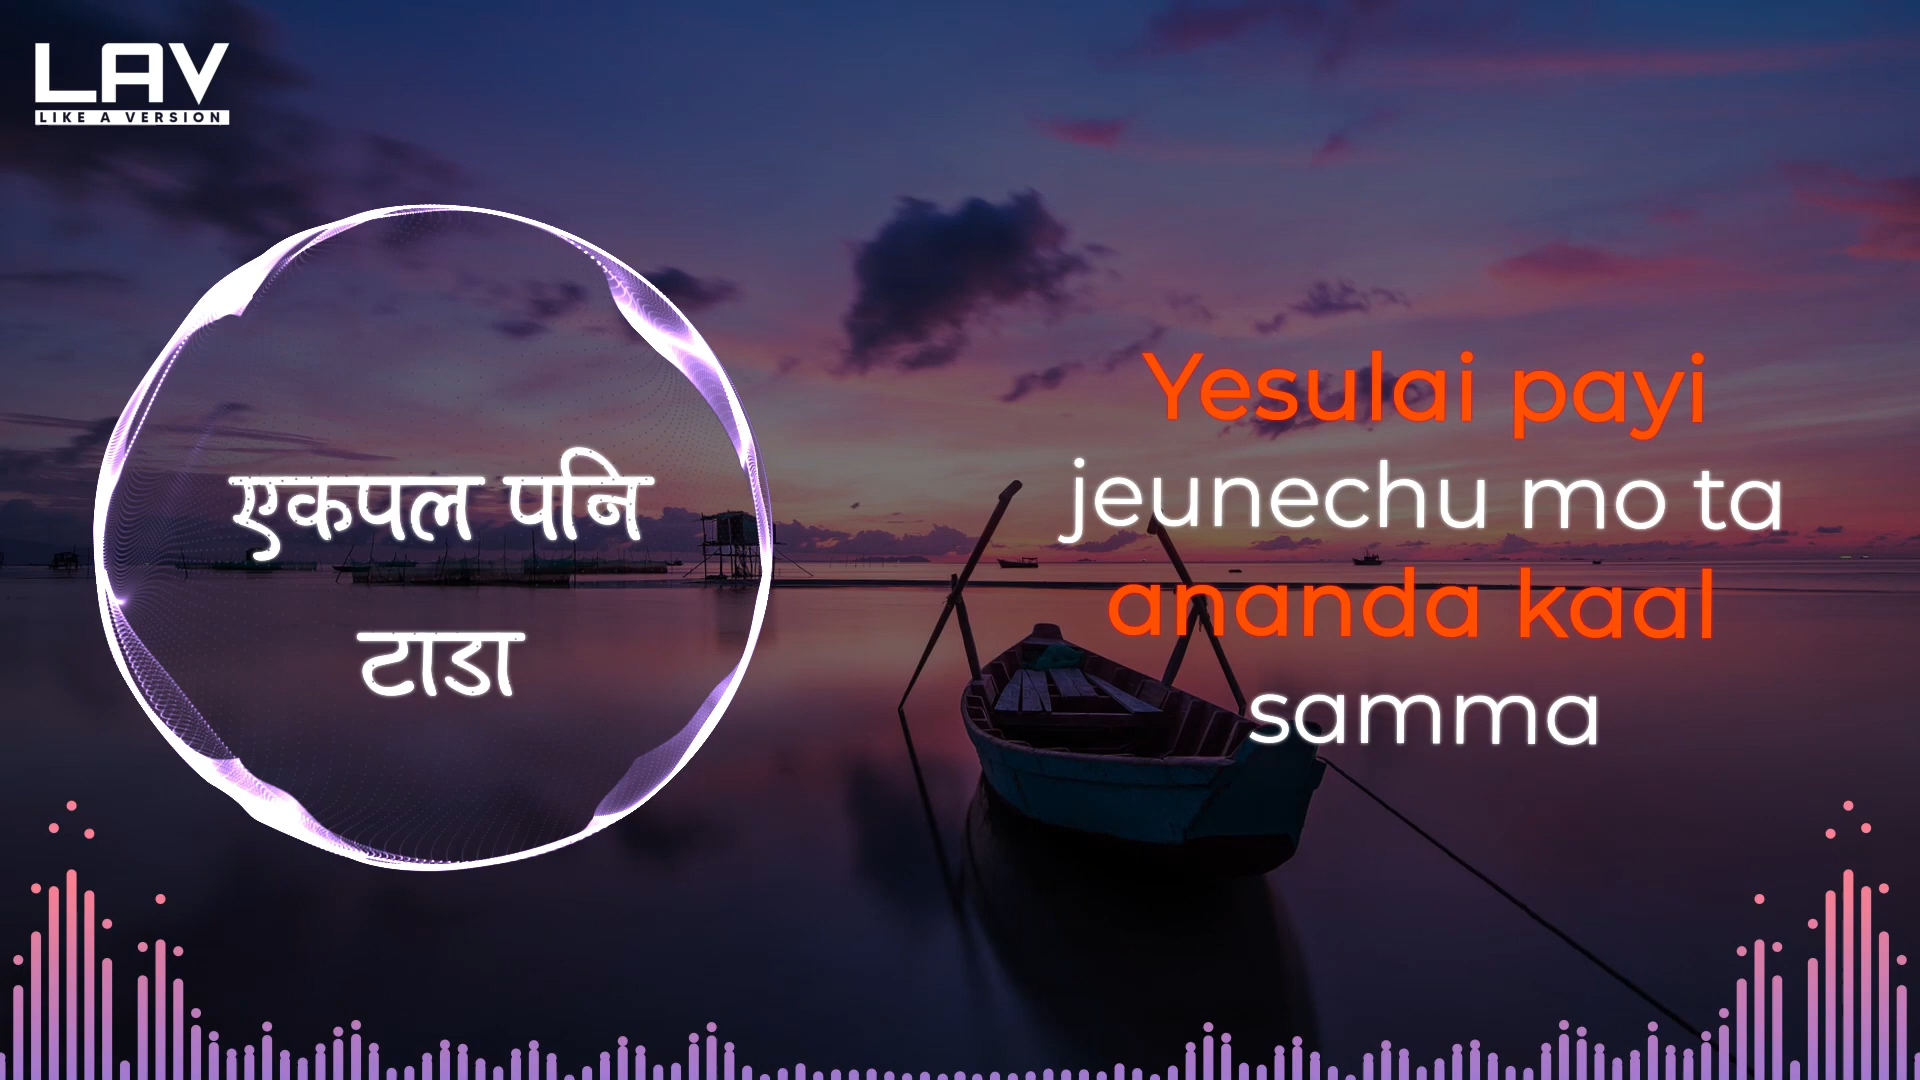 LAV
LIKE A VERSION
एकपल पनि
टाडा
Yesulai payi
jeunechu mo ta
ananda kaal
samma